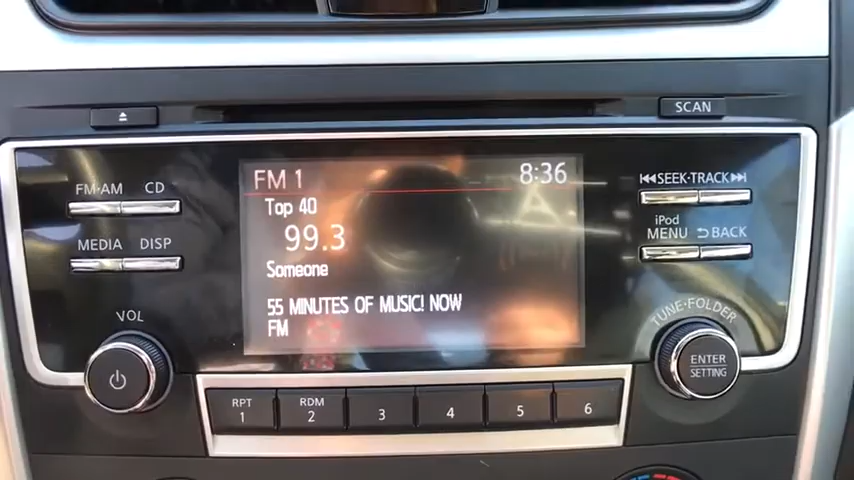 SCAN
FM·AM CD
FM 1 8:36
SEEK·TRACK
Top 40
99.3
iPod
MENU BACK
MEDIA DISP
Someone
55 MINUTES OF MUSIC! NOW
FM
VOL
TUNE·FOLDER
ENTER
SETTING
RPT RDM
1 2 3 4 5 6